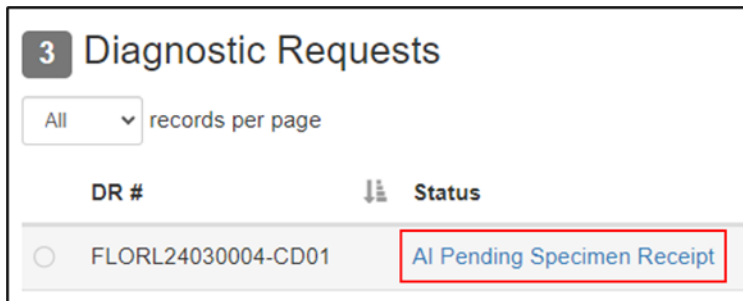 3 Diagnostic Requests
All records per page
DR # Status
FLORL24030004-CD01 AI Pending Specimen Receipt